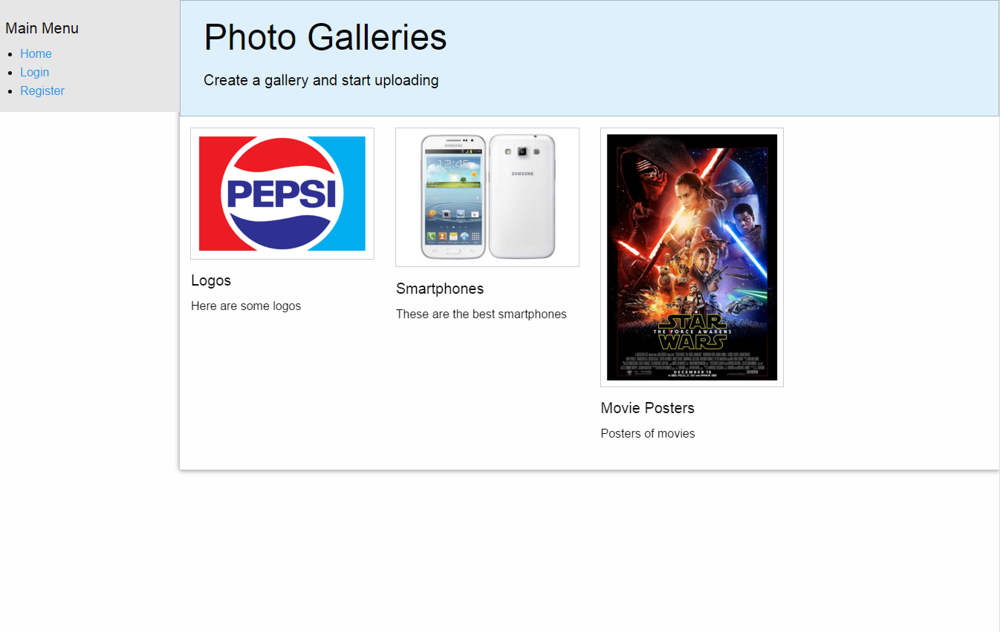 Main Menu
Home
Login
Register
Photo Galleries
Create a gallery and start uploading
PEPSI
Logos
Here are some logos
SAMSUNG
12:45
SAMSUNG
Smartphones
These are the best smartphones
STAR
THE FORCE AWAKENS
WARS
DECEMBER 18
Movie Posters
Posters of movies